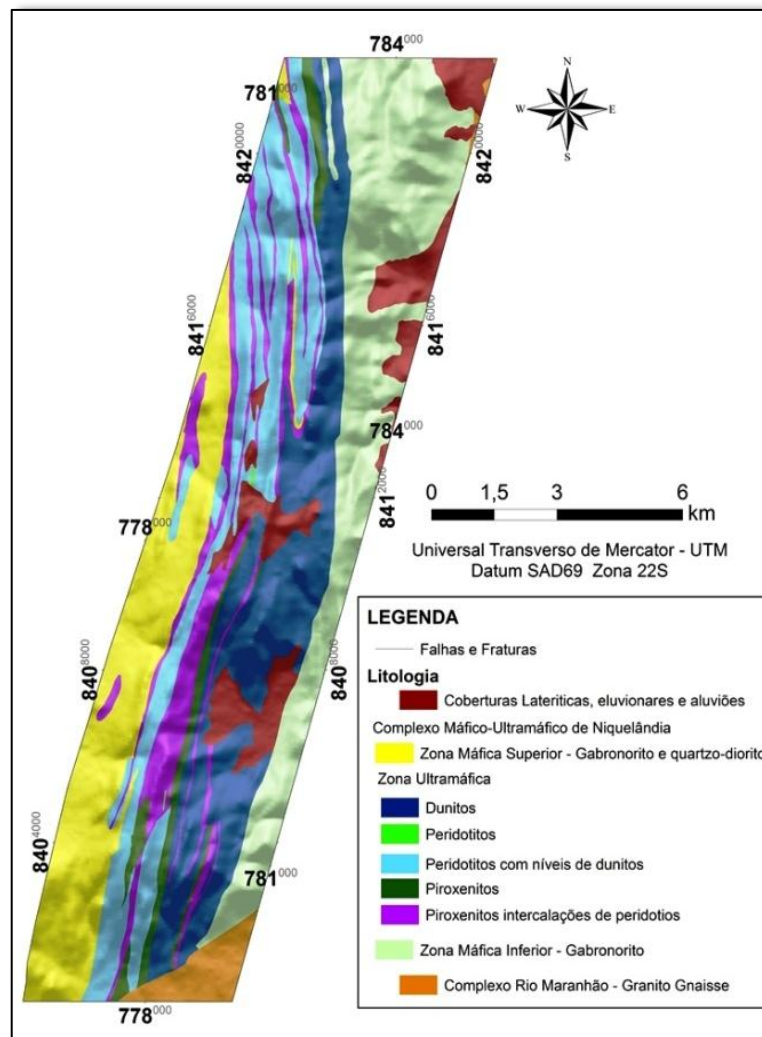 784000
N
W E
S
781000
8420000
8420000
8416000
8416000
784000
8412000
0 1,5 3 6
km
778000
Universal Transverso de Mercator - UTM
Datum SAD69 Zona 22S
LEGENDA
Falhas e Fraturas
Litologia
Coberturas Lateriticas, eluvionares e aluviões
Complexo Máfico-Ultramáfico de Niquelândia
Zona Máfica Superior - Gabronorito e quartzo-diorito
Zona Ultramáfica
Dunitos
Peridotitos
Peridotitos com níveis de dunitos
Piroxenitos
Piroxenitos intercalações de peridotios
Zona Máfica Inferior - Gabronorito
Complexo Rio Maranhão - Granito Gnaisse
8408000
8408000
8404000
781000
778000